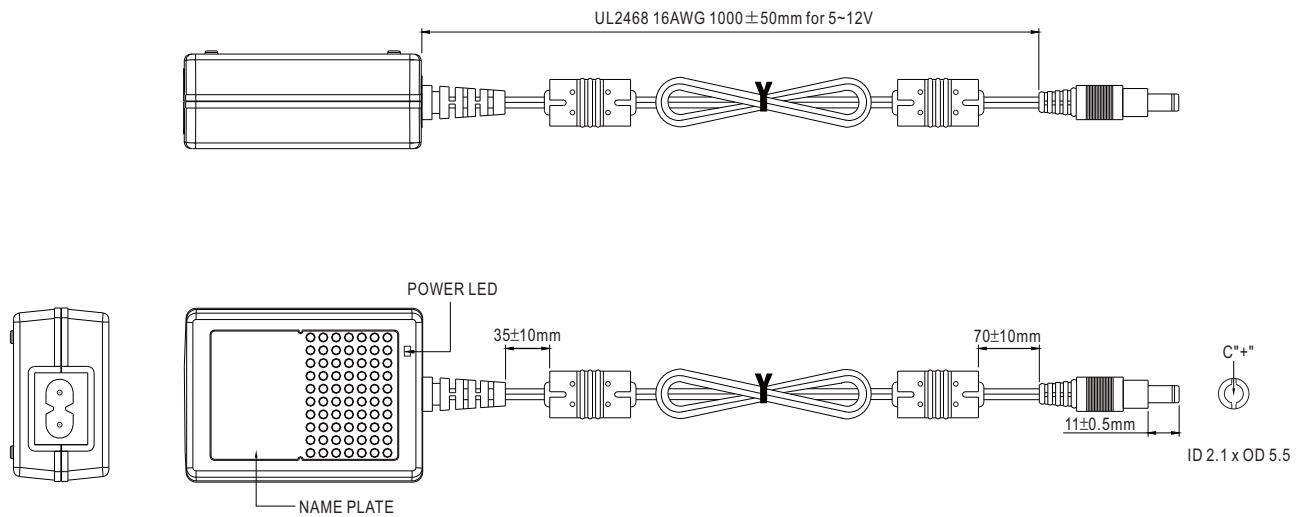 UL2468 16AWG 1000±50mm for 5~12V
POWER LED
35±10mm
70±10mm
C"+"
11±0.5mm
ID 2.1 x OD 5.5
NAME PLATE